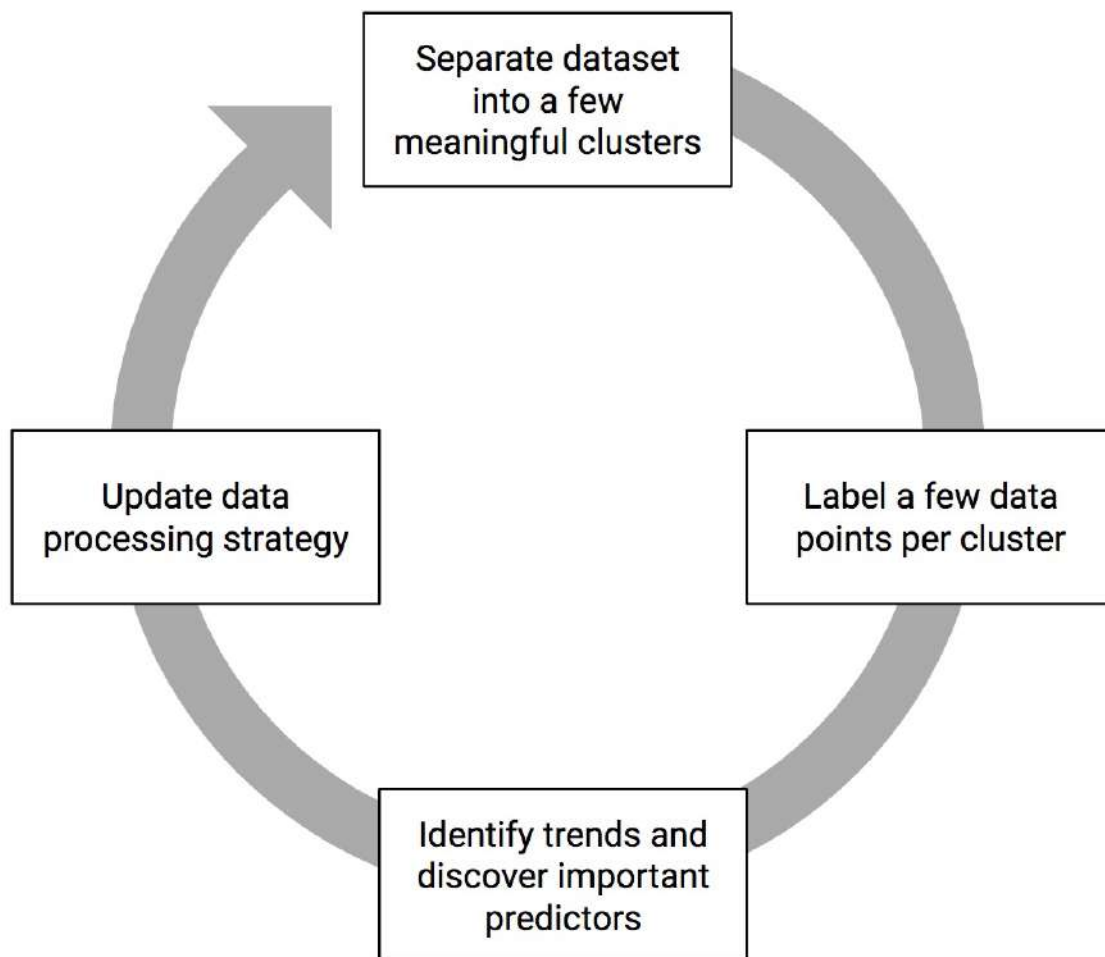 Separate dataset
into a few
meaningful clusters
Label a few data
points per cluster
Identify trends and
discover important
predictors
Update data
processing strategy